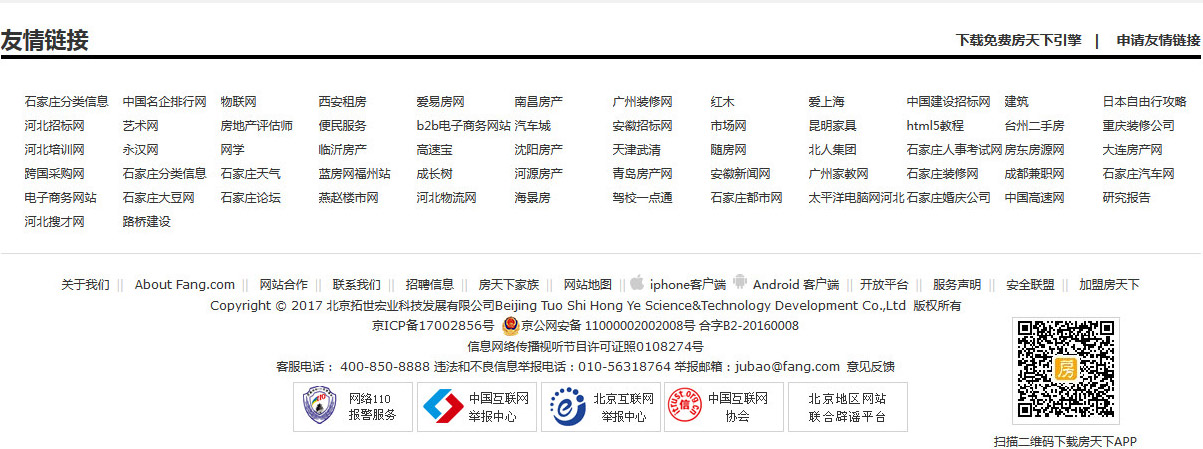 友情链接 下载免费房天下引擎 | 申请友情链接
石家庄分类信息 中国名企排行网 物联网 西安租房 爱易房网 南昌房产 广州装修网 红木 爱上海 中国建设招标网 建筑 日本自由行攻略
河北招标网 艺术网 房地产评估师 便民服务 b2b电子商务网站 汽车城 安徽招标网 市场网 昆明家具 html5教程 台州二手房 重庆装修公司
河北培训网 永汉网 网学 临沂房产 高速宝 沈阳房产 天津武清 随房网 北人集团 石家庄人事考试网 房东房源网 大连房产网
跨国采购网 石家庄分类信息 石家庄天气 蓝房网福州站 成长树 河源房产 青岛房产网 安徽新闻网 广州家教网 石家庄装修网 成都兼职网 石家庄汽车网
电子商务网站 石家庄大豆网 石家庄论坛 燕赵楼市网 河北物流网 海景房 驾校一点通 石家庄都市网 太平洋电脑网河北 石家庄婚庆公司 中国高速网 研究报告
河北搜才网 路桥建设
关于我们 || About Fang.com || 网站合作 || 联系我们 || 招聘信息 || 房天下家族 || 网站地图 || iphone客户端 Android 客户端 || 开放平台 || 服务声明 || 安全联盟 || 加盟房天下
Copyright © 2017 北京拓世宏业科技发展有限公司Beijing Tuo Shi Hong Ye Science&Technology Development Co.,Ltd 版权所有
京ICP备17002856号 京公网安备 11000002002008号 合字B2-20160008
信息网络传播视听节目许可证照0108274号
客服电话： 400-850-8888 违法和不良信息举报电话：010-56318764 举报邮箱：jubao@fang.com 意见反馈
网络110
报警服务
中国互联网
举报中心
北京互联网
举报中心
itrust.org.cn
信
中国互联网
协会
北京地区网站
联合辟谣平台
房
扫描二维码下载房天下APP